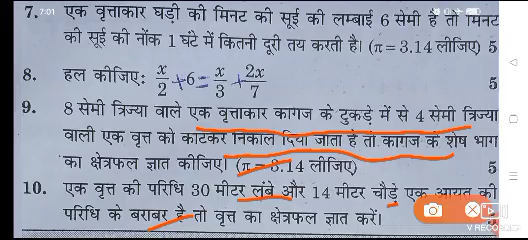 7. एक वृत्ताकार घड़ी की मिनट की सूई की लम्बाई 6 सेमी है तो मिनट
7:01
की सूई की नोंक 1 घंटे में कितनी दूरी तय करती है। (π = 3.14 लीजिए) 5
8. हल कीजिए: x/2 + 6 = x/3 + 2x/7 5
9. 8 सेमी त्रिज्या वाले एक वृत्ताकार कागज के टुकड़े में से 4 सेमी त्रिज्या
वाली एक वृत्त को काटकर निकाल दिया जाता है तो कागज के शेष भाग
का क्षेत्रफल ज्ञात कीजिए। (π = 3.14 लीजिए) 5
10. एक वृत्त की परिधि 30 मीटर लंबे और 14 मीटर चौड़े एक आयत की
परिधि के बराबर है तो वृत्त का क्षेत्रफल ज्ञात करें।